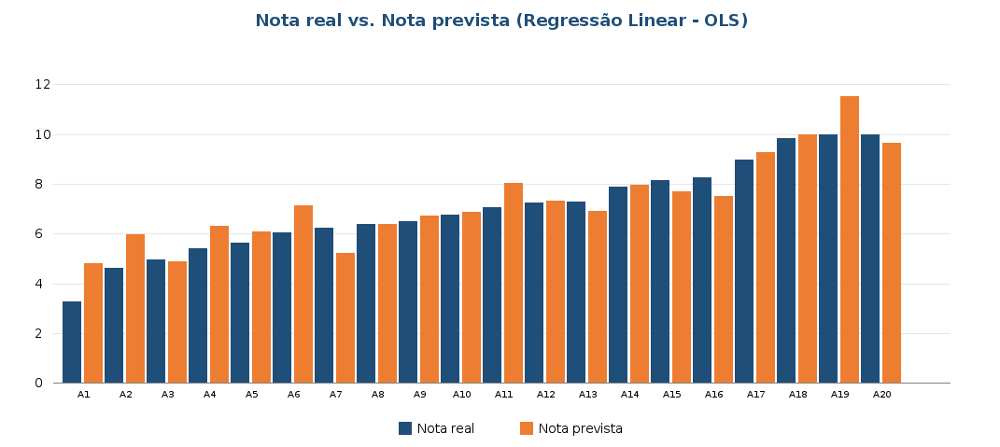 Nota real vs. Nota prevista (Regressão Linear - OLS)
12
10
8
6
4
2
0
A1 A2 A3 A4 A5 A6 A7 A8 A9 A10 A11 A12 A13 A14 A15 A16 A17 A18 A19 A20
Nota real Nota prevista